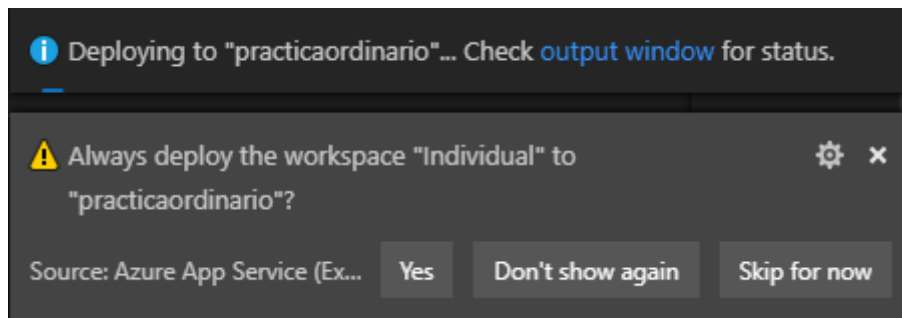 Deploying to "practicaordinario"... Check output window for status.
Always deploy the workspace "Individual" to
"practicaordinario"?
Source: Azure App Service (Ex... Yes Don't show again Skip for now